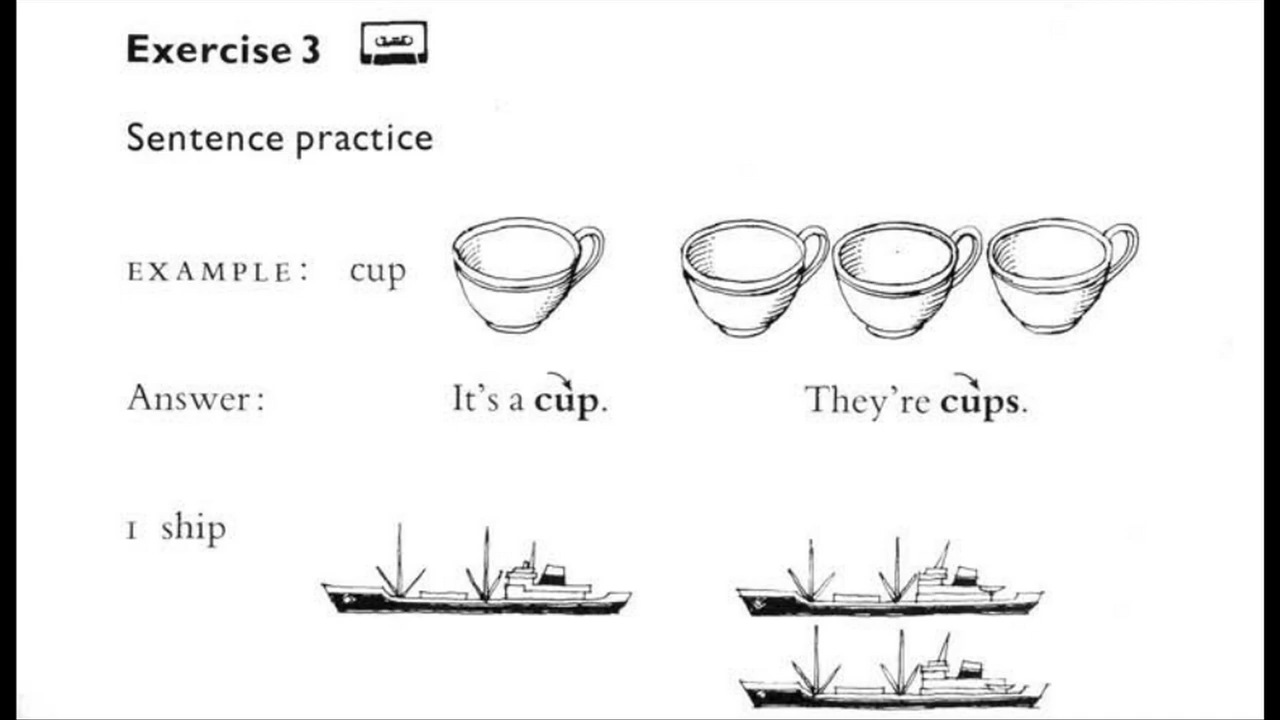 Exercise 3
Sentence practice
EXAMPLE: cup
Answer: It's a cup. They're cups.
1 ship